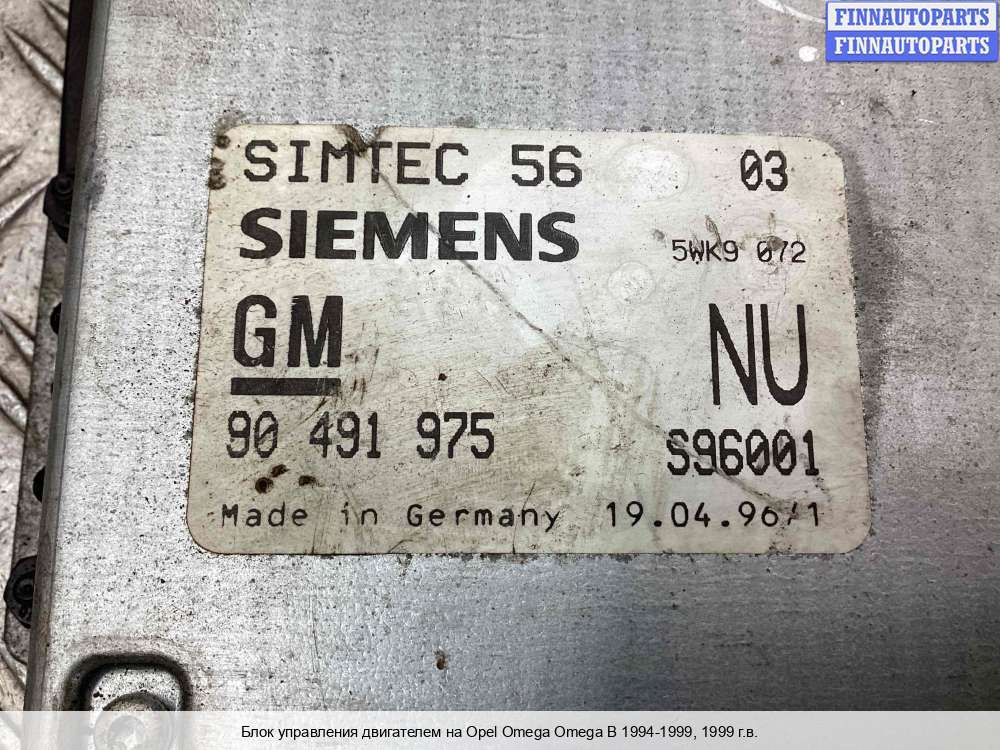 FINNAUTOPARTS
FINNAUTOPARTS
SIMTEC 56 03
SIEMENS 5WK9 072
GM NU
90 491 975 S96001
Made in Germany 19.04.96/1
Блок управления двигателем на Opel Omega Omega B 1994-1999, 1999 г.в.